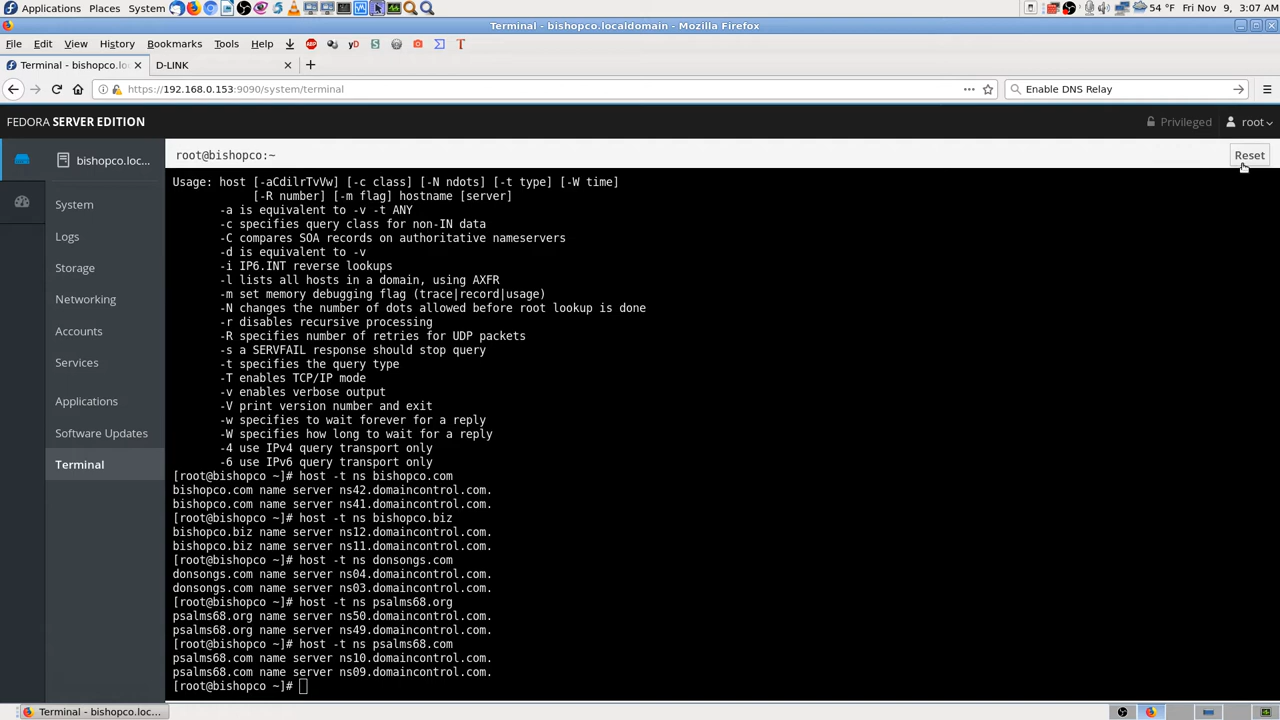 Applications Places System 54 °F Fri Nov 9, 3:07 AM
Terminal - bishopco.localdomain - Mozilla Firefox
File Edit View History Bookmarks Tools Help
Terminal - bishopco.loc D-LINK
https://192.168.0.153:9090/system/terminal Enable DNS Relay
FEDORA SERVER EDITION Privileged root
bishopco.loc... root@bishopco:~ Reset
System
Logs
Storage
Networking
Accounts
Services
Applications
Software Updates
Terminal
Usage: host [-aCdilrTvVw] [-c class] [-N ndots] [-t type] [-W time]
[-R number] [-m flag] hostname [server]
-a is equivalent to -v -t ANY
-c specifies query class for non-IN data
-C compares SOA records on authoritative nameservers
-d is equivalent to -v
-i IP6.INT reverse lookups
-l lists all hosts in a domain, using AXFR
-m set memory debugging flag (trace|record|usage)
-N changes the number of dots allowed before root lookup is done
-r disables recursive processing
-R specifies number of retries for UDP packets
-s a SERVFAIL response should stop query
-t specifies the query type
-T enables TCP/IP mode
-v enables verbose output
-V print version number and exit
-w specifies to wait forever for a reply
-W specifies how long to wait for a reply
-4 use IPv4 query transport only
-6 use IPv6 query transport only
[root@bishopco ~]# host -t ns bishopco.com
bishopco.com name server ns42.domaincontrol.com.
bishopco.com name server ns41.domaincontrol.com.
[root@bishopco ~]# host -t ns bishopco.biz
bishopco.biz name server ns12.domaincontrol.com.
bishopco.biz name server ns11.domaincontrol.com.
[root@bishopco ~]# host -t ns donsongs.com
donsongs.com name server ns04.domaincontrol.com.
donsongs.com name server ns03.domaincontrol.com.
[root@bishopco ~]# host -t ns psalms68.org
psalms68.org name server ns50.domaincontrol.com.
psalms68.org name server ns49.domaincontrol.com.
[root@bishopco ~]# host -t ns psalms68.com
psalms68.com name server ns10.domaincontrol.com.
psalms68.com name server ns09.domaincontrol.com.
[root@bishopco ~]#
Terminal - bishopco.loc...